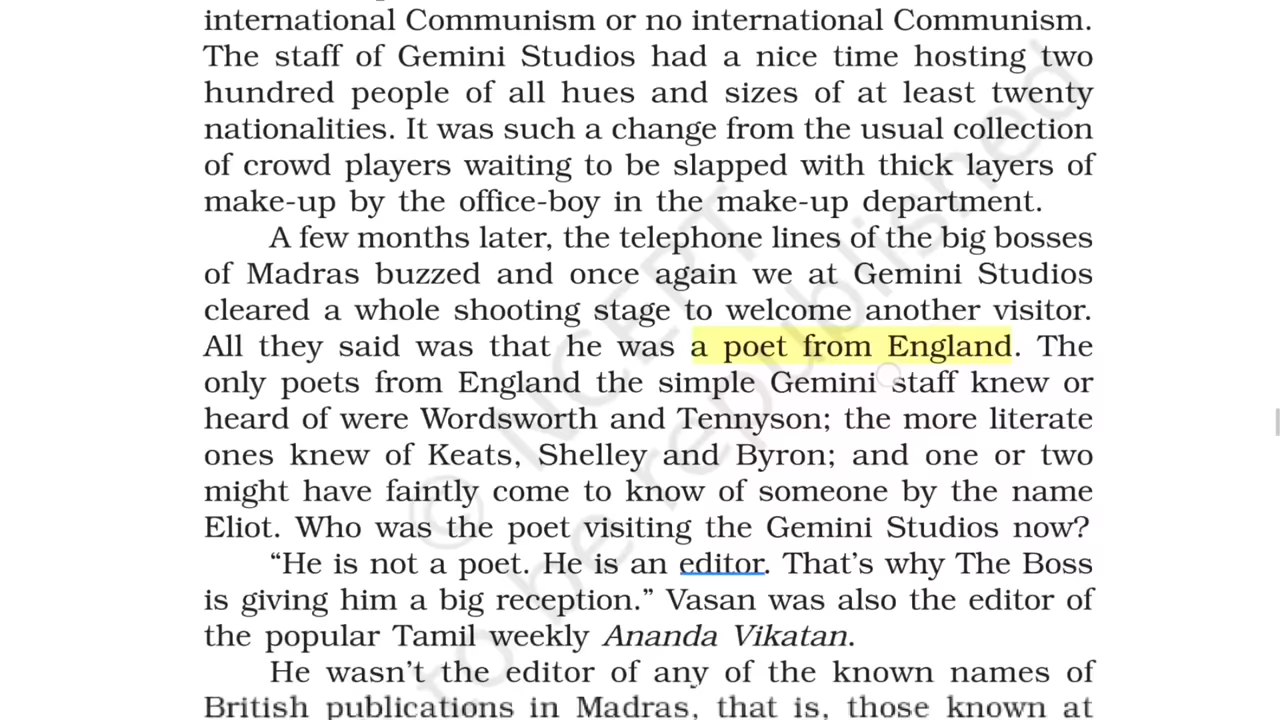 international Communism or no international Communism.
The staff of Gemini Studios had a nice time hosting two
hundred people of all hues and sizes of at least twenty
nationalities. It was such a change from the usual collection
of crowd players waiting to be slapped with thick layers of
make-up by the office-boy in the make-up department.
A few months later, the telephone lines of the big bosses
of Madras buzzed and once again we at Gemini Studios
cleared a whole shooting stage to welcome another visitor.
All they said was that he was a poet from England. The
only poets from England the simple Gemini staff knew or
heard of were Wordsworth and Tennyson; the more literate
ones knew of Keats, Shelley and Byron; and one or two
might have faintly come to know of someone by the name
Eliot. Who was the poet visiting the Gemini Studios now?
“He is not a poet. He is an editor. That’s why The Boss
is giving him a big reception.” Vasan was also the editor of
the popular Tamil weekly Ananda Vikatan.
He wasn’t the editor of any of the known names of
British publications in Madras, that is, those known at
© NCERT
to be republished